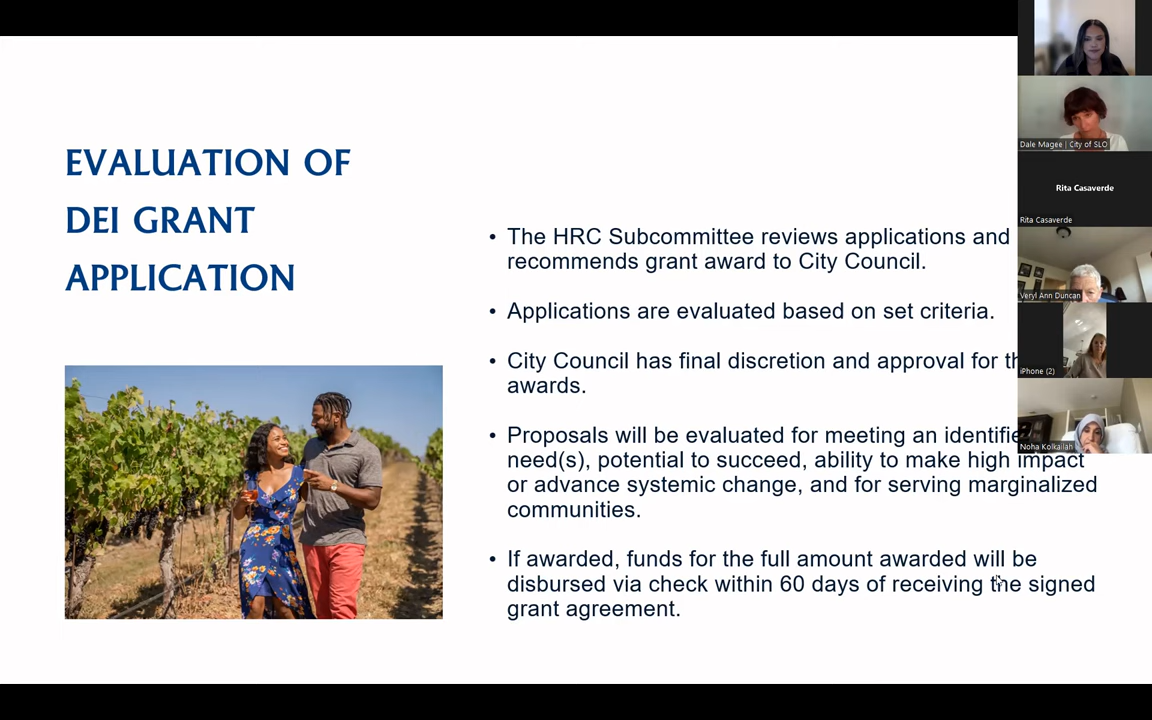 EVALUATION OF
DEI GRANT
APPLICATION
• The HRC Subcommittee reviews applications and
recommends grant award to City Council.
• Applications are evaluated based on set criteria.
• City Council has final discretion and approval for
awards.
• Proposals will be evaluated for meeting an
need(s), potential to succeed, ability to make high impact
or advance systemic change, and for serving marginalized
communities.
• If awarded, funds for the full amount awarded will be
disbursed via check within 60 days of receiving the signed
grant agreement.
Dale Magee | City of SLO
Rita Casaverde
Rita Casaverde
Veryl Ann Duncan
iPhone (2)
Noha Kolkailah